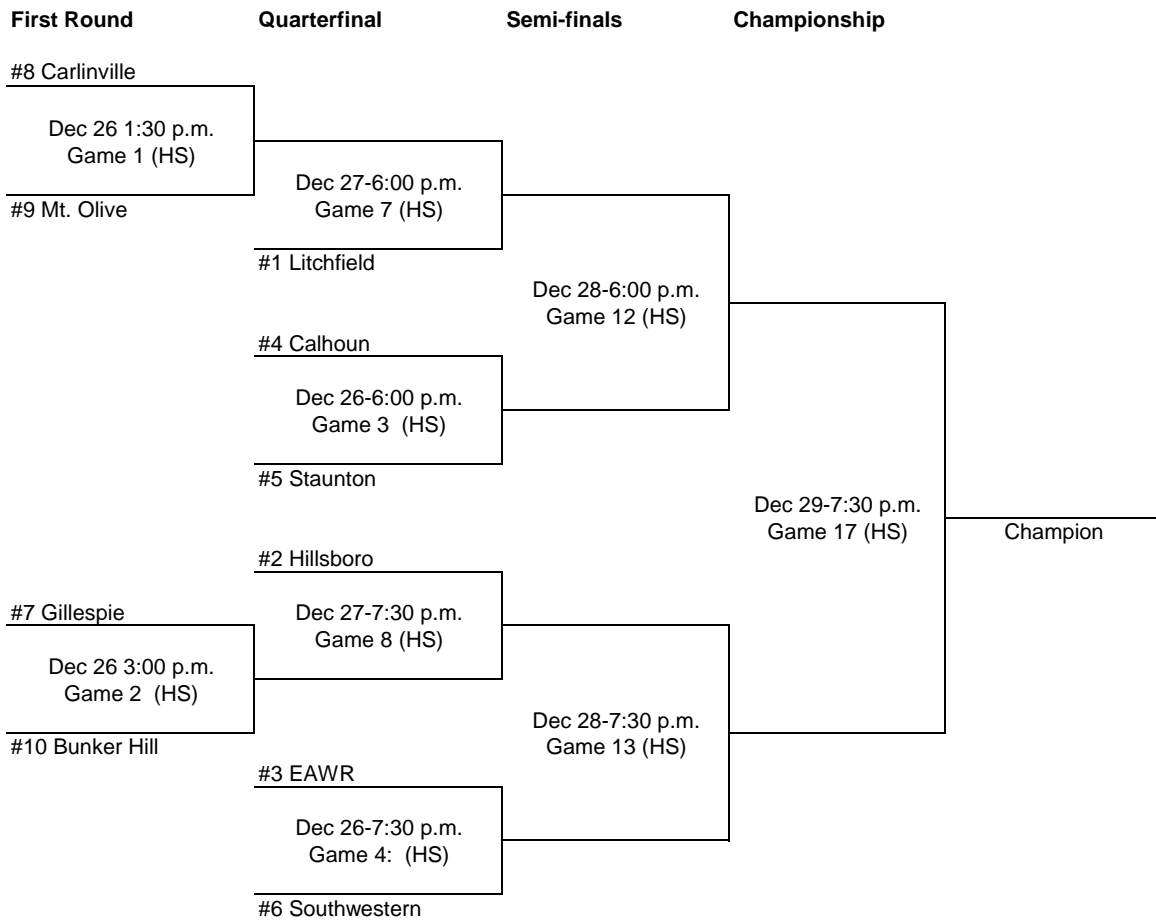 First Round Quarterfinal Semi-finals Championship
#8 Carlinville
Dec 26 1:30 p.m.
Game 1 (HS)
#9 Mt. Olive
Dec 27-6:00 p.m.
Game 7 (HS)
#1 Litchfield
Dec 28-6:00 p.m.
Game 12 (HS)
#4 Calhoun
Dec 26-6:00 p.m.
Game 3  (HS)
#5 Staunton
Dec 29-7:30 p.m.
Game 17 (HS)
Champion
#2 Hillsboro
Dec 27-7:30 p.m.
Game 8 (HS)
#7 Gillespie
Dec 26 3:00 p.m.
Game 2  (HS)
#10 Bunker Hill
Dec 28-7:30 p.m.
Game 13 (HS)
#3 EAWR
Dec 26-7:30 p.m.
Game 4:  (HS)
#6 Southwestern